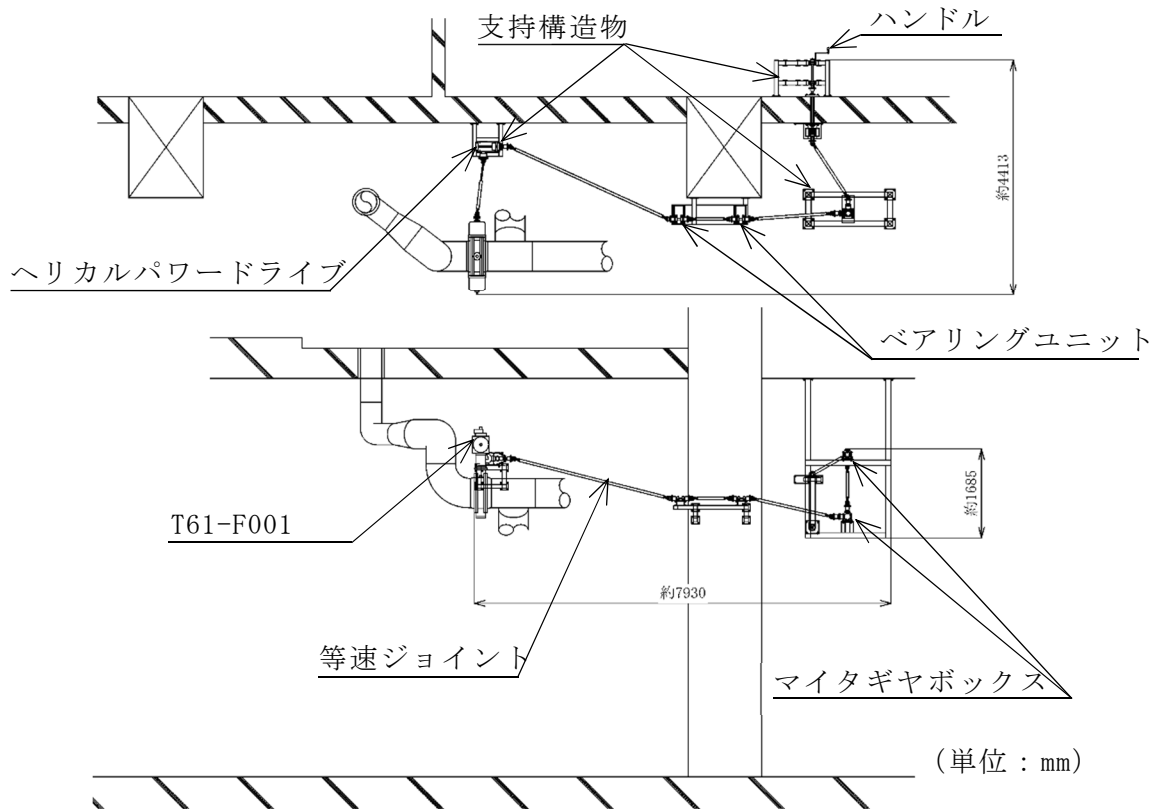 支持構造物
ハンドル
約4413
ヘリカルパワードライブ
ベアリングユニット
T61-F001
約1685
約7930
等速ジョイント
マイタギヤボックス
(単位：mm)